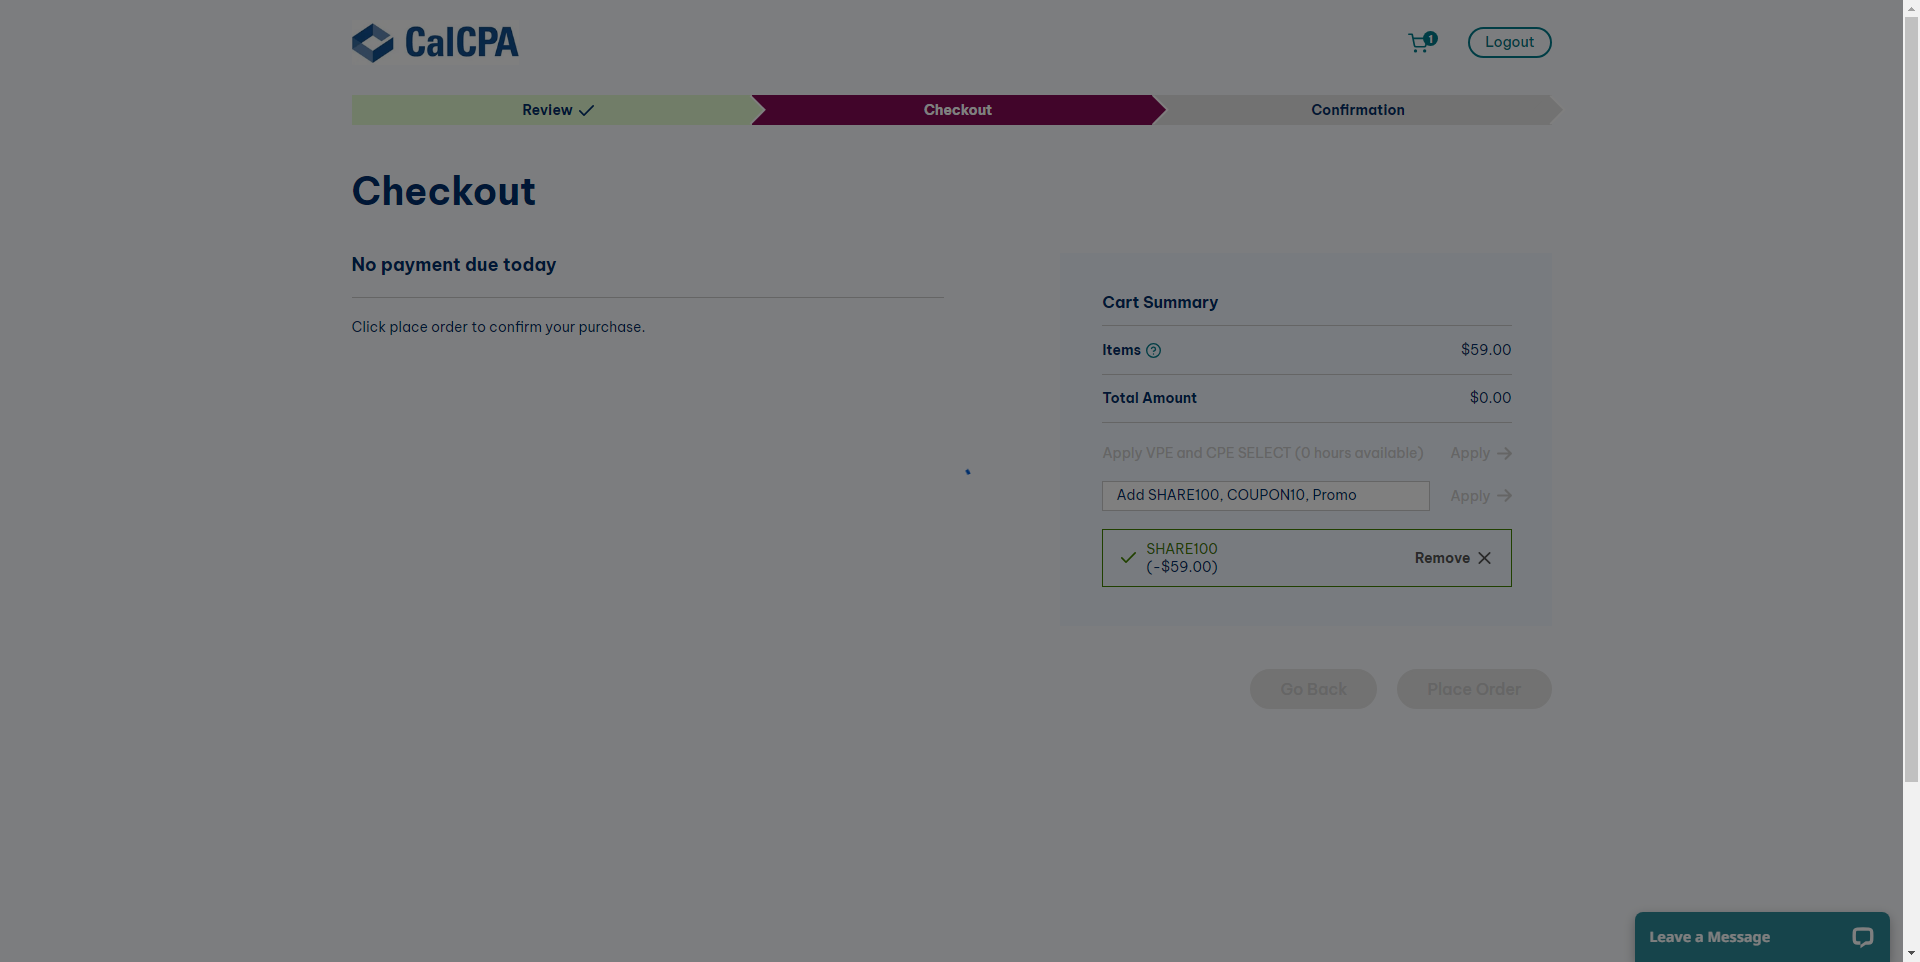 CalCPA
1
Logout
Review
Checkout
Confirmation
Checkout
No payment due today
Click place order to confirm your purchase.
Cart Summary
Items $59.00
Total Amount $0.00
Apply VPE and CPE SELECT (0 hours available) Apply
Add SHARE100, COUPON10, Promo Apply
SHARE100
(-$59.00)
Remove
Go Back
Place Order
Leave a Message